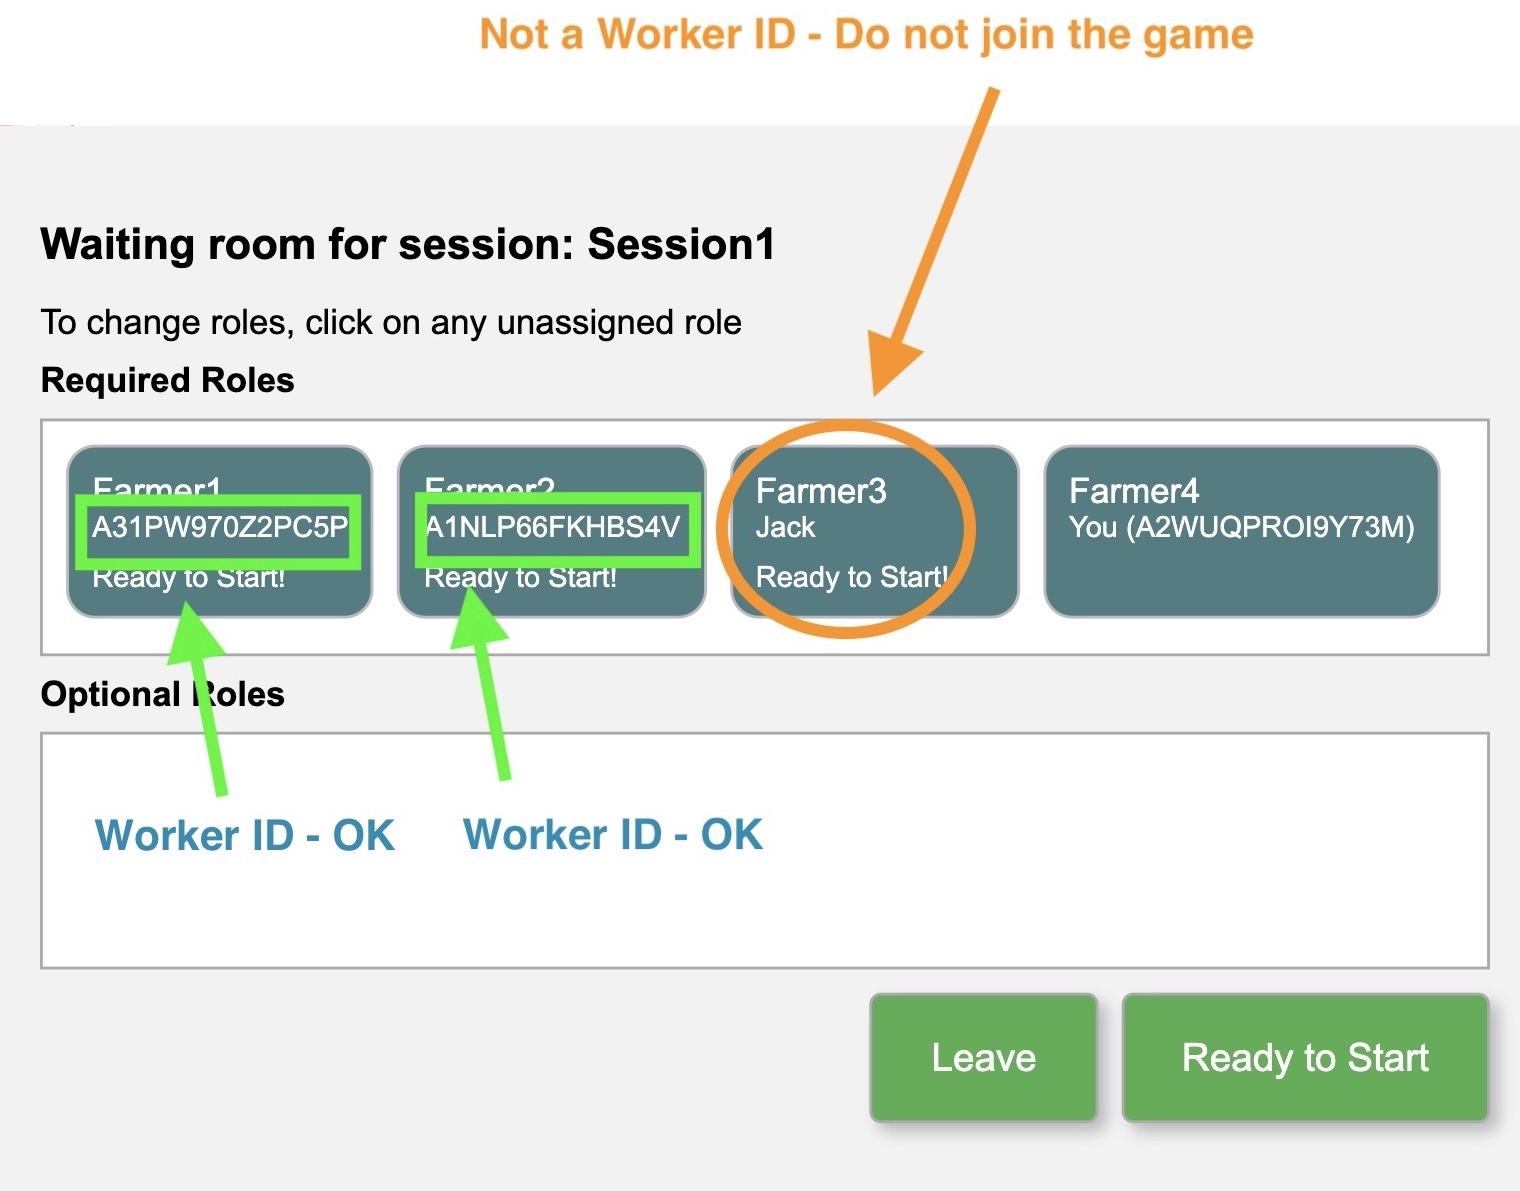 Not a Worker ID - Do not join the game
Waiting room for session: Session1
To change roles, click on any unassigned role
Required Roles
Farmer1
A31PW970Z2PC5P
Ready to Start!
Farmer2
A1NLP66FKHBS4V
Ready to Start!
Farmer3
Jack
Ready to Start!
Farmer4
You (A2WUQPROI9Y73M)
Optional Roles
Worker ID - OK
Worker ID - OK
Leave
Ready to Start